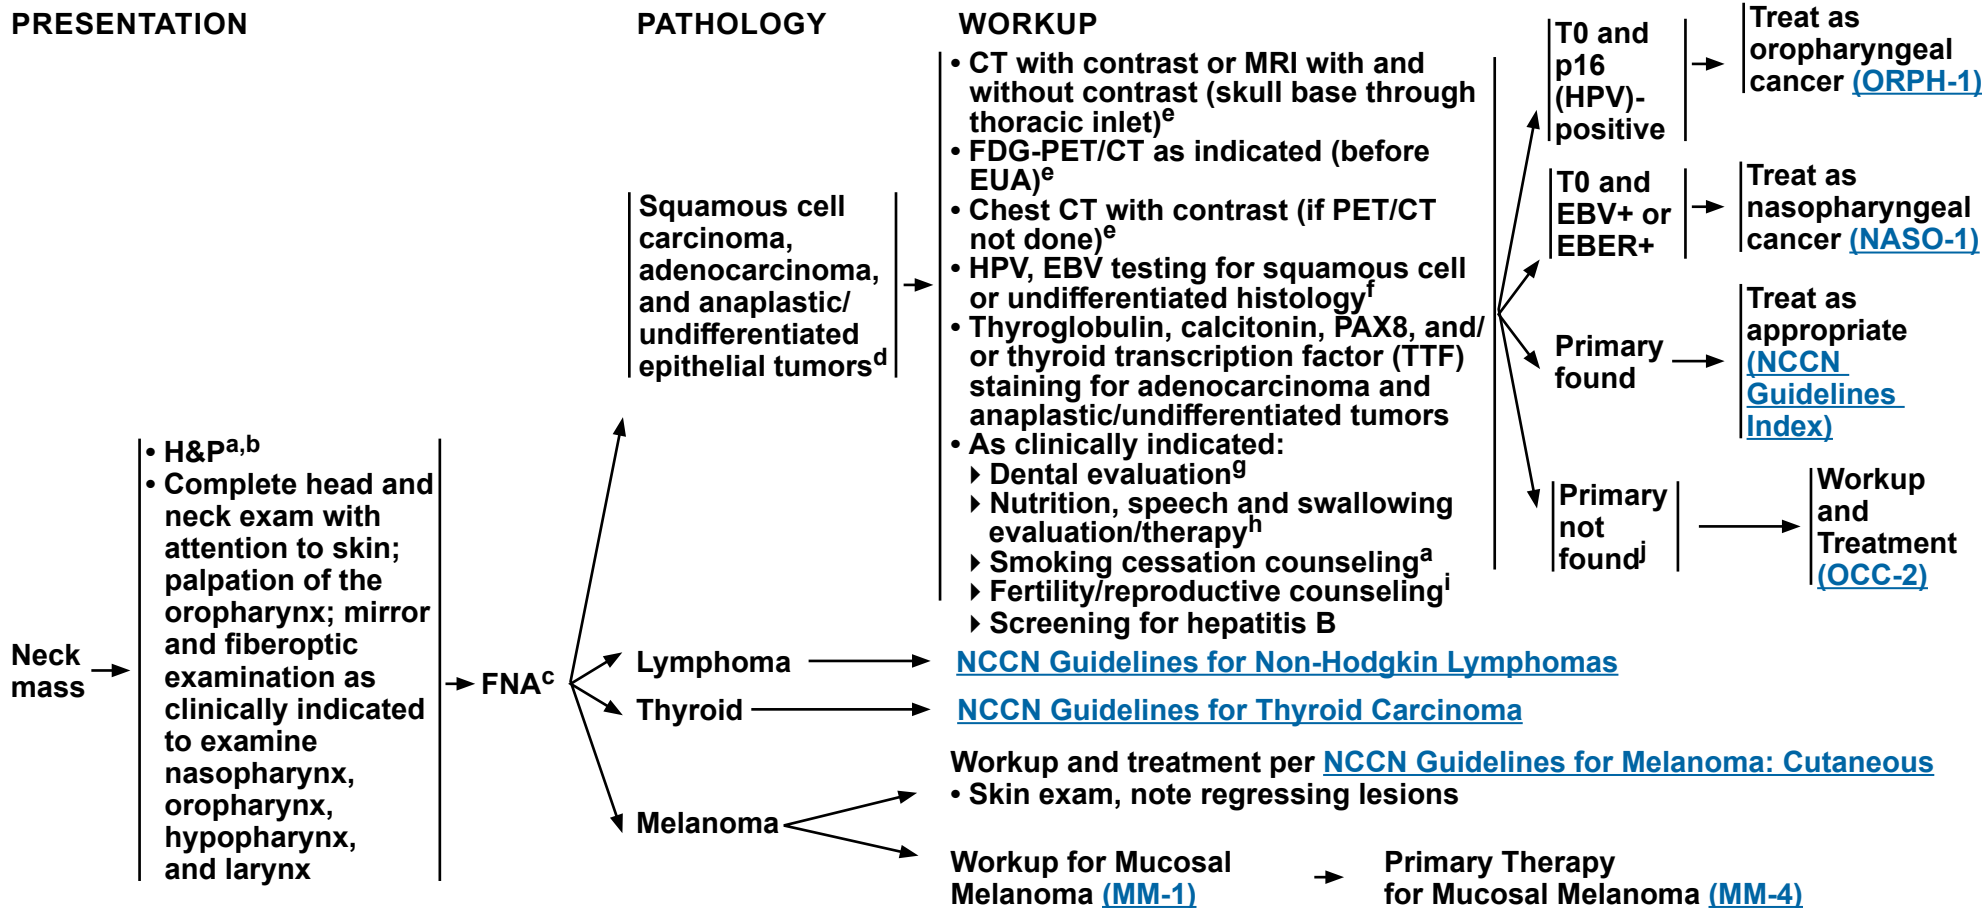 PRESENTATION
PATHOLOGY
WORKUP
Neck
mass
• H&Pa,b
• Complete head and
neck exam with
attention to skin;
palpation of the
oropharynx; mirror
and fiberoptic
examination as
clinically indicated
to examine
nasopharynx,
oropharynx,
hypopharynx,
and larynx
FNAc
Squamous cell
carcinoma,
adenocarcinoma,
and anaplastic/
undifferentiated
epithelial tumorsd
• CT with contrast or MRI with and
without contrast (skull base through
thoracic inlet)e
• FDG-PET/CT as indicated (before
EUA)e
• Chest CT with contrast (if PET/CT
not done)e
• HPV, EBV testing for squamous cell
or undifferentiated histologyf
• Thyroglobulin, calcitonin, PAX8, and/
or thyroid transcription factor (TTF)
staining for adenocarcinoma and
anaplastic/undifferentiated tumors
• As clinically indicated:
▸ Dental evaluationg
▸ Nutrition, speech and swallowing
evaluation/therapyh
▸ Smoking cessation counselinga
▸ Fertility/reproductive counselingi
▸ Screening for hepatitis B
T0 and
p16
(HPV)-
positive
Treat as
oropharyngeal
cancer (ORPH-1)
T0 and
EBV+ or
EBER+
Treat as
nasopharyngeal
cancer (NASO-1)
Primary
found
Treat as
appropriate
(NCCN
Guidelines
Index)
Primary
not
foundj
Workup
and
Treatment
(OCC-2)
Lymphoma
NCCN Guidelines for Non-Hodgkin Lymphomas
Thyroid
NCCN Guidelines for Thyroid Carcinoma
Melanoma
Workup and treatment per NCCN Guidelines for Melanoma: Cutaneous
• Skin exam, note regressing lesions
Workup for Mucosal
Melanoma (MM-1)
Primary Therapy
for Mucosal Melanoma (MM-4)